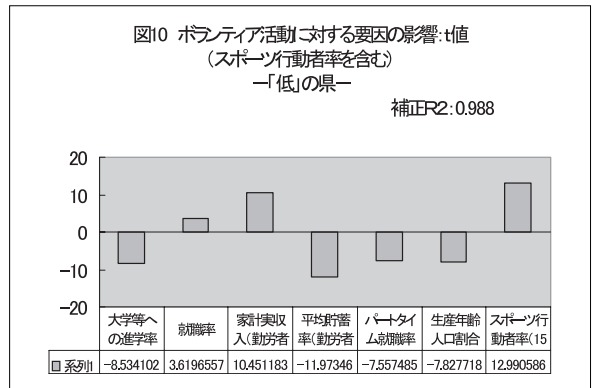 図10 ボランティア活動に対する要因の影響:t値
(スポーツ行動者率を含む)
—「低」の県—
補正R2:0.988
20
10
0
-10
-20
大学等への進学率
就職率
家計実収入(勤労者
平均貯蓄率(勤労者
パートタイム就職率
生産年齢人口割合
スポーツ行動者率(15
系列1 -8.534102 3.6196557 10.451183 -11.97346 -7.557485 -7.827718 12.990586